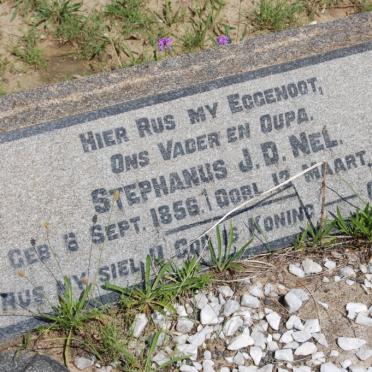 HIER RUS MY EGGENOOT,
ONS VADER EN OUPA.
STEPHANUS J. D. NEL.
GEB 6 SEPT. 1856. OORL 12 MAART,
RUS MY SIEL U GOD KONING